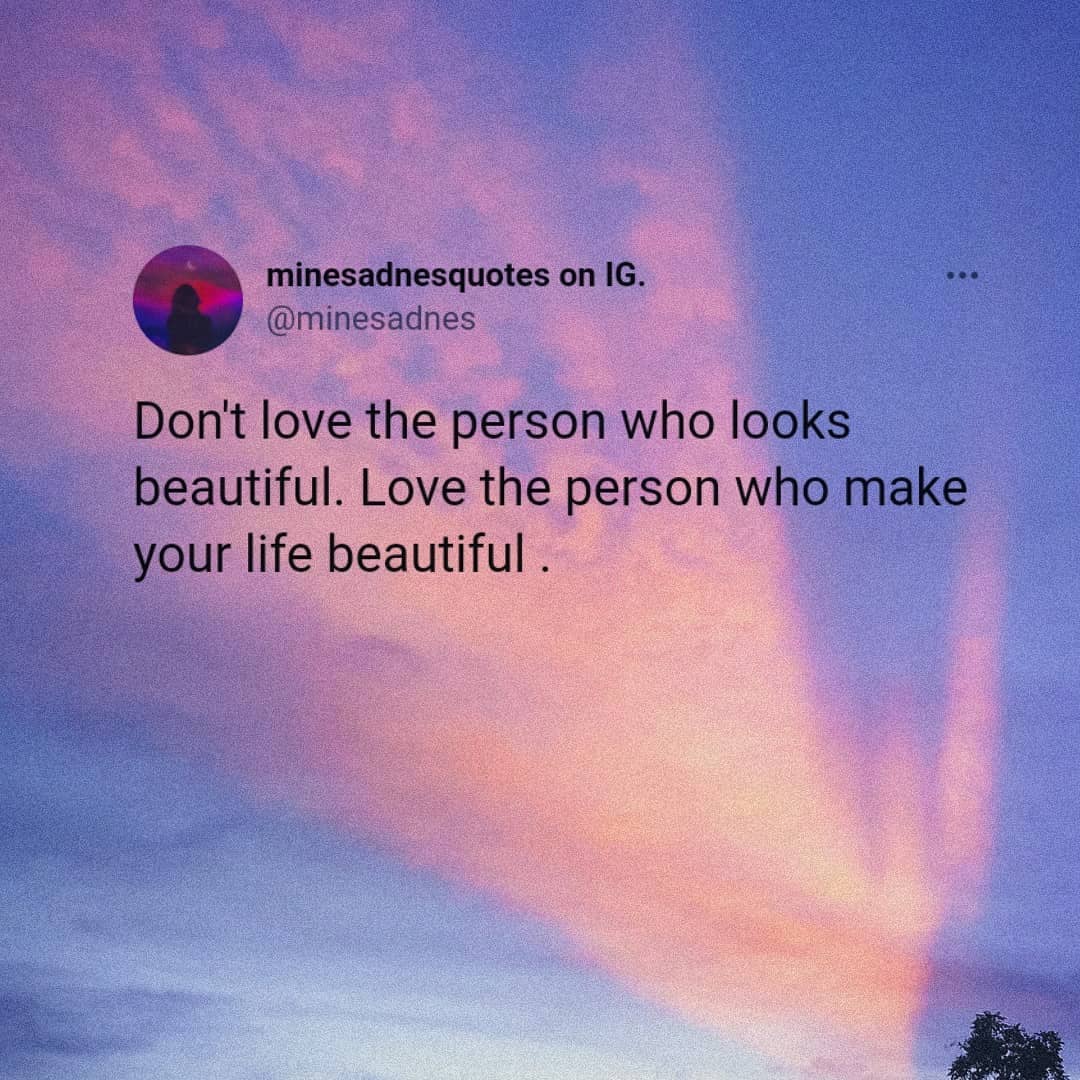 minesadnesquotes on IG.
@minesadnes
Don't love the person who looks
beautiful. Love the person who make
your life beautiful .